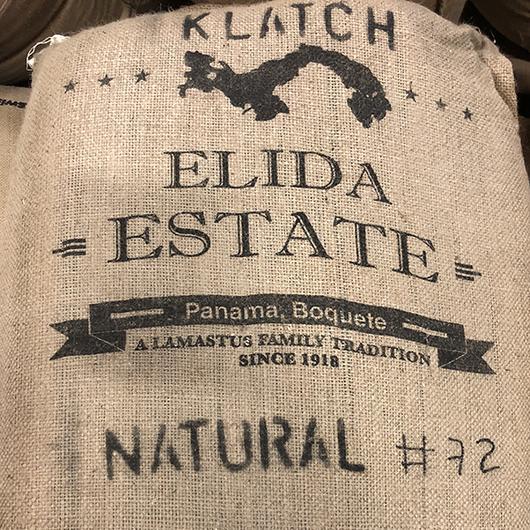 KLATCH
ELIDA
ESTATE
Panama, Boquete
A LAMASTUS FAMILY TRADITION
SINCE 1918
NATURAL #72